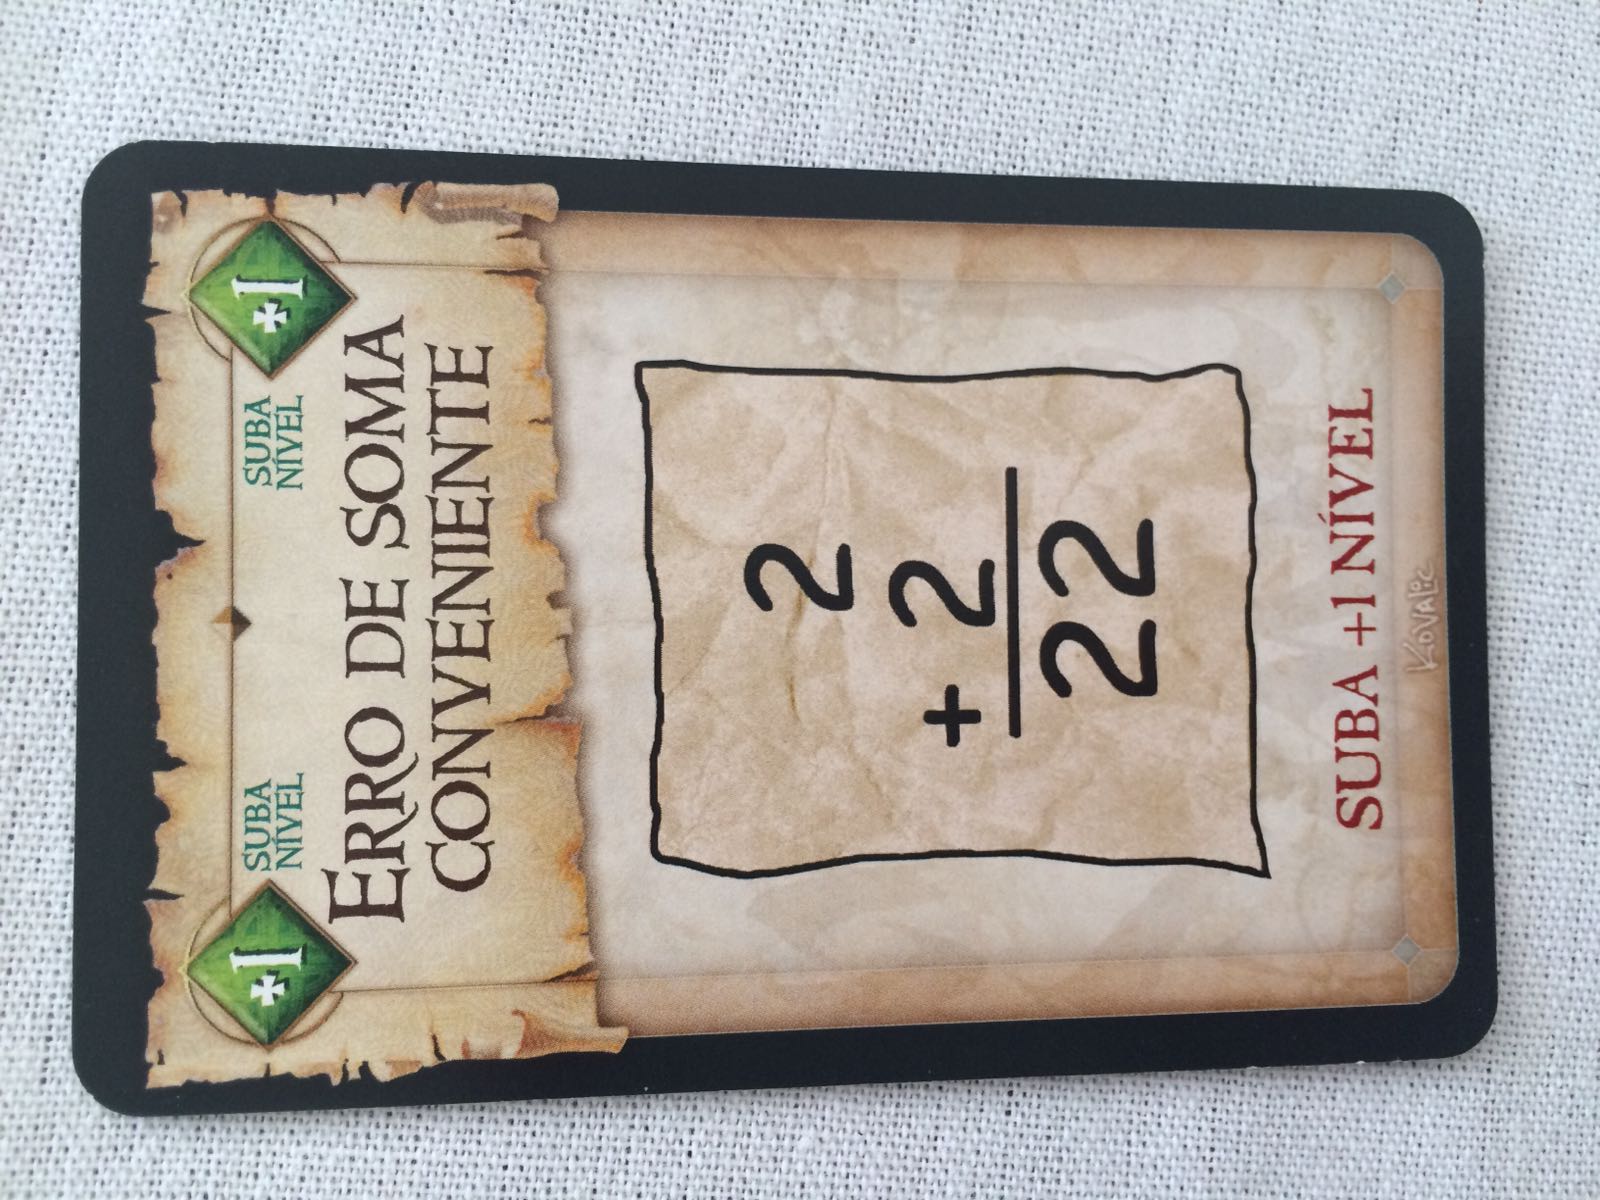 +1 SUBA NÍVEL SUBA NÍVEL +1
ERRO DE SOMA
CONVENIENTE
2
+ 2
22
SUBA +1 NÍVEL
KOVALIC